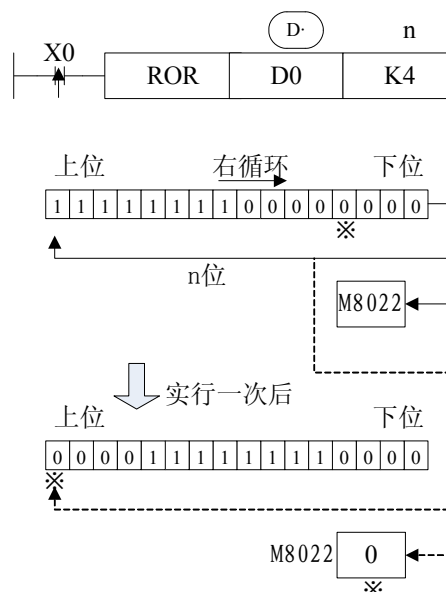 D· n
X0
ROR D0 K4
上位 右循环 下位
1 1 1 1 1 1 1 1 0 0 0 0 0 0 0 0
※
n位
M8022
实行一次后
上位 下位
0 0 0 0 1 1 1 1 1 1 1 1 0 0 0 0
※
M8022 0
※